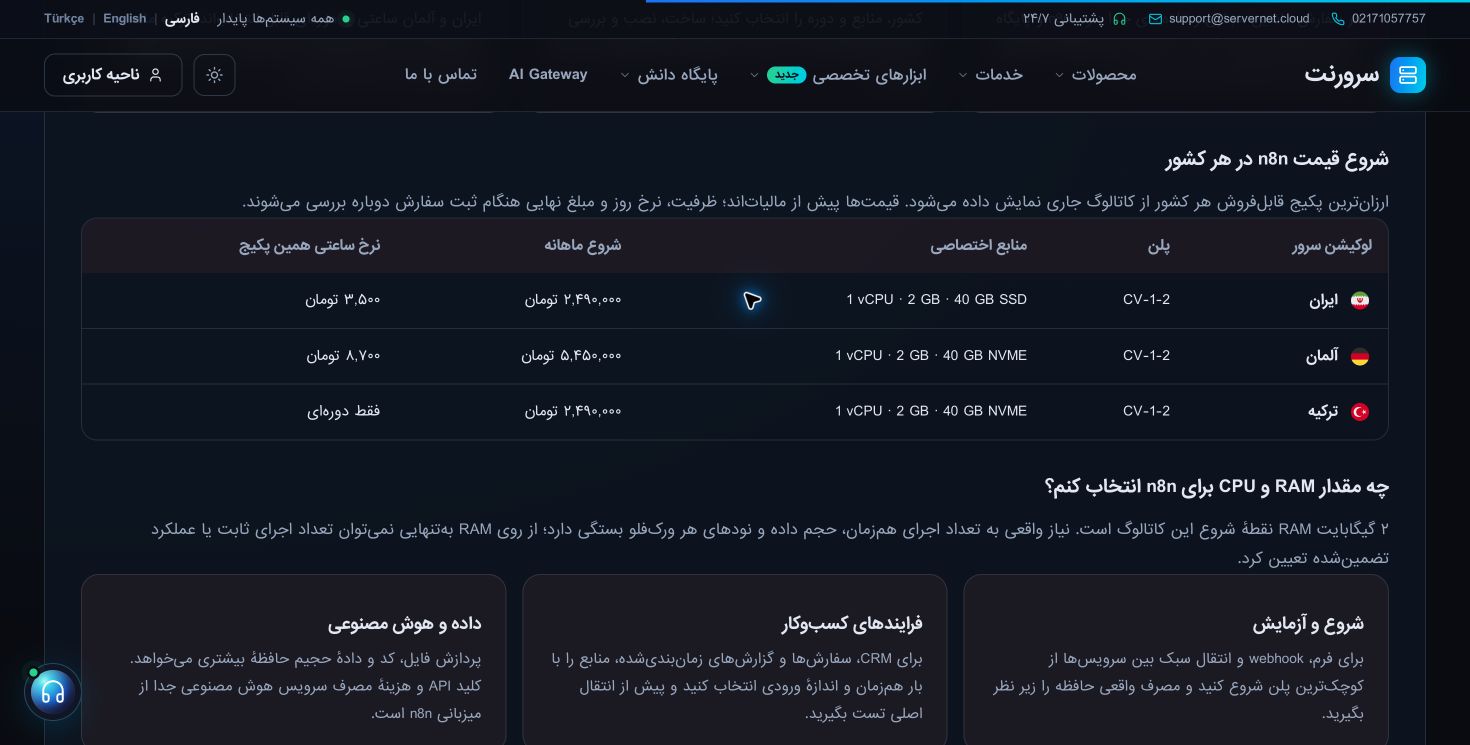 02171057757 support@servernet.cloud پشتیبانی ۲۴/۷ همه سیستم‌ها پایدار فارسی | English | Türkçe
سرورنت محصولات خدمات ابزارهای تخصصی جدید پایگاه دانش AI Gateway تماس با ما ناحیه کاربری
شروع قیمت n8n در هر کشور
ارزان‌ترین پکیج قابل‌فروش هر کشور از کاتالوگ جاری نمایش داده می‌شود. قیمت‌ها پیش از مالیات‌اند؛ ظرفیت، نرخ روز و مبلغ نهایی هنگام ثبت سفارش دوباره بررسی می‌شوند.
لوکیشن سرور پلن منابع اختصاصی شروع ماهانه نرخ ساعتی همین پکیج
ایران CV-1-2 1 vCPU · 2 GB · 40 GB SSD ۲,۴۹۰,۰۰۰ تومان ۳,۵۰۰ تومان
آلمان CV-1-2 1 vCPU · 2 GB · 40 GB NVME ۵,۴۵۰,۰۰۰ تومان ۸,۷۰۰ تومان
ترکیه CV-1-2 1 vCPU · 2 GB · 40 GB NVME ۲,۴۹۰,۰۰۰ تومان فقط دوره‌ای
چه مقدار RAM و CPU برای n8n انتخاب کنم؟
۲ گیگابایت RAM نقطهٔ شروع این کاتالوگ است. نیاز واقعی به تعداد اجرای هم‌زمان، حجم داده و نودهای هر ورک‌فلو بستگی دارد؛ از روی RAM به‌تنهایی نمی‌توان تعداد اجرای ثابت یا عملکرد
تضمین‌شده تعیین کرد.
شروع و آزمایش
برای فرم، webhook و انتقال سبک بین سرویس‌ها از
کوچک‌ترین پلن شروع کنید و مصرف واقعی حافظه را زیر نظر
بگیرید.
فرایندهای کسب‌وکار
برای CRM، سفارش‌ها و گزارش‌های زمان‌بندی‌شده، منابع را با
بار هم‌زمان و اندازهٔ ورودی انتخاب کنید و پیش از انتقال
اصلی تست بگیرید.
داده و هوش مصنوعی
پردازش فایل، کد و دادهٔ حجیم حافظهٔ بیشتری می‌خواهد.
کلید API و هزینهٔ مصرف سرویس هوش مصنوعی جدا از
میزبانی n8n است.